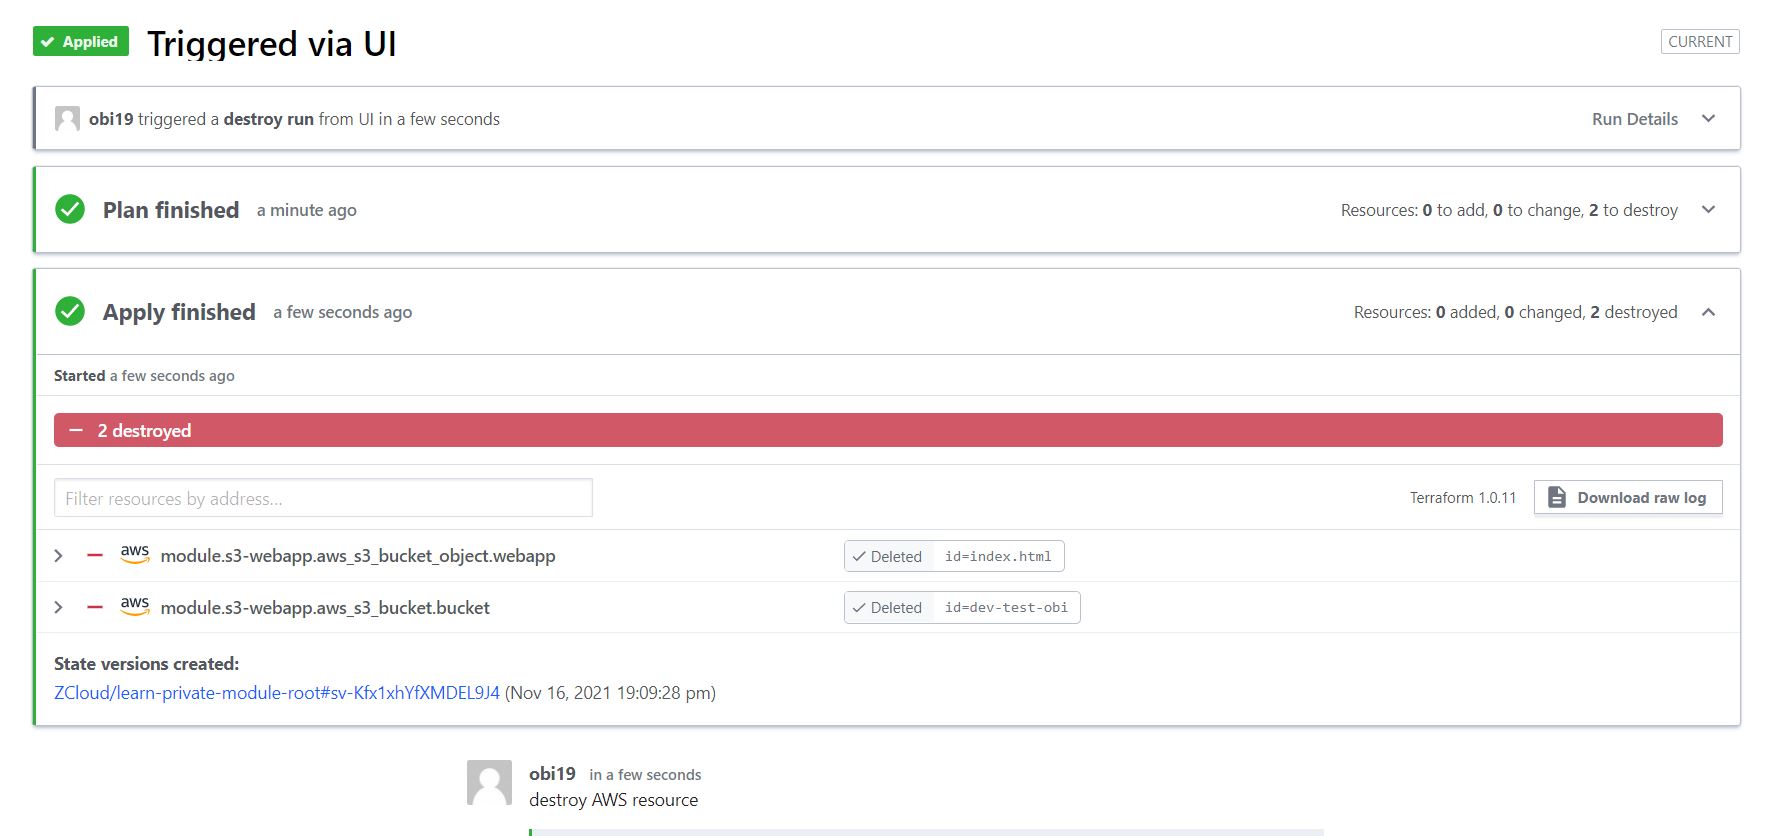 Applied Triggered via UI CURRENT
obi19 triggered a destroy run from UI in a few seconds Run Details
Plan finished a minute ago Resources: 0 to add, 0 to change, 2 to destroy
Apply finished a few seconds ago Resources: 0 added, 0 changed, 2 destroyed
Started a few seconds ago
2 destroyed
Filter resources by address... Terraform 1.0.11 Download raw log
aws module.s3-webapp.aws_s3_bucket_object.webapp Deleted id=index.html
aws module.s3-webapp.aws_s3_bucket.bucket Deleted id=dev-test-obi
State versions created:
ZCloud/learn-private-module-root#sv-Kfx1xhYfXMDEL9J4 (Nov 16, 2021 19:09:28 pm)
obi19 in a few seconds
destroy AWS resource